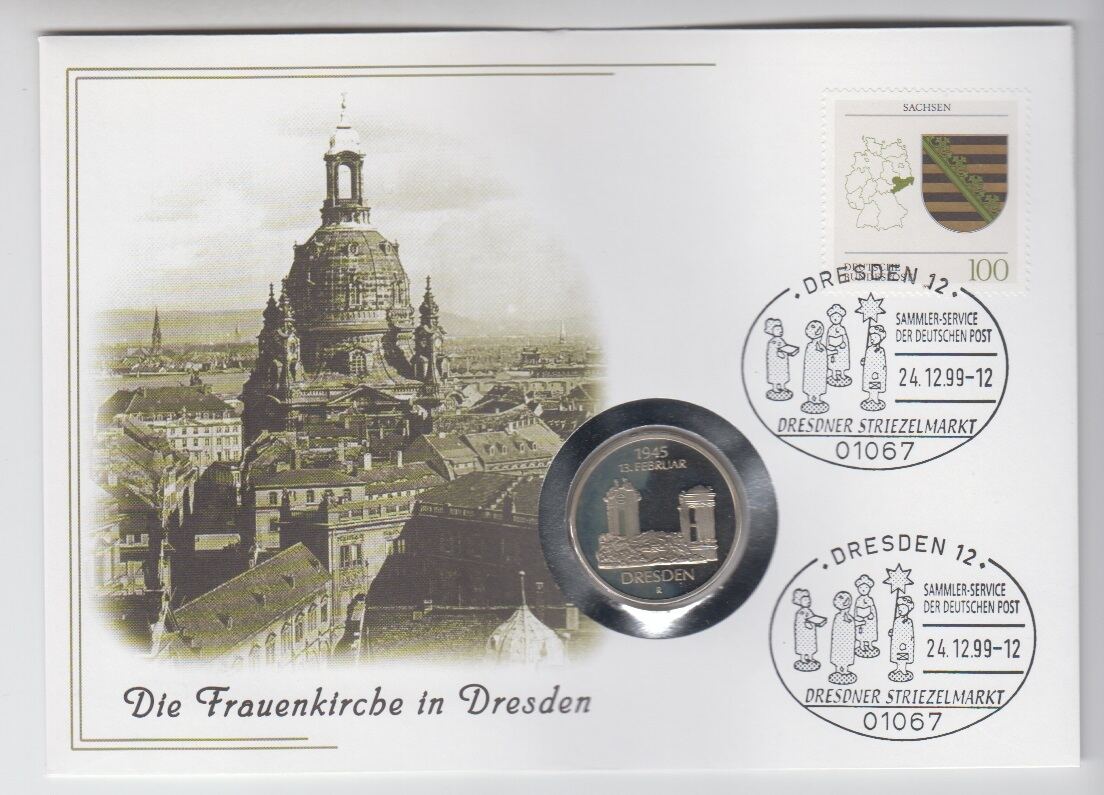 SACHSEN
DEUTSCHE
BUNDESPOST
100
DRESDEN 12
SAMMLER-SERVICE
DER DEUTSCHEN POST
24.12.99-12
DRESDNER STRIEZELMARKT
01067
1945
13. FEBRUAR
DRESDEN
R
DRESDEN 12
SAMMLER-SERVICE
DER DEUTSCHEN POST
24.12.99-12
DRESDNER STRIEZELMARKT
01067
Die Frauenkirche in Dresden